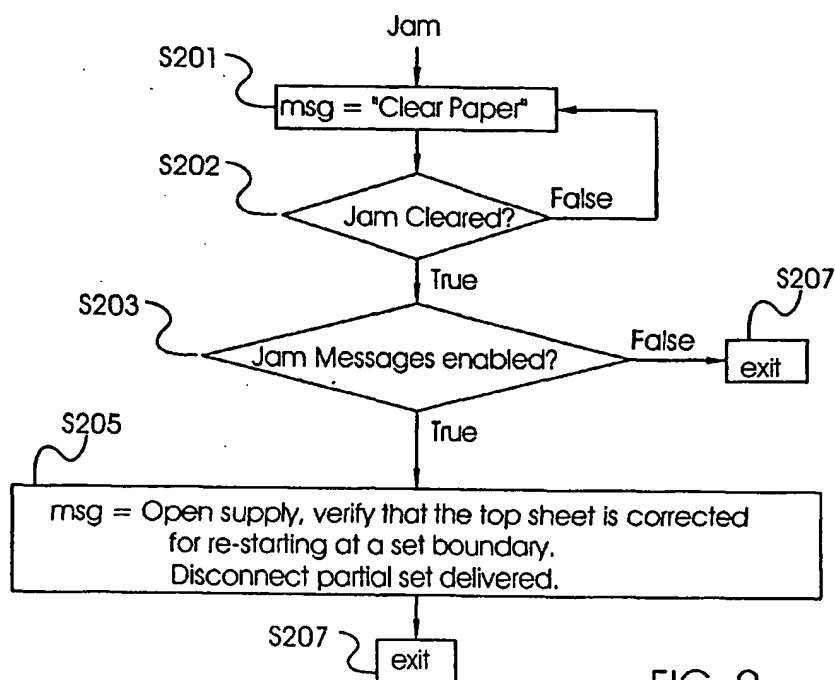 Jam
S201
msg = "Clear Paper"
S202
Jam Cleared?
False
True
S203
Jam Messages enabled?
False
S207
exit
True
S205
msg = Open supply, verify that the top sheet is corrected
for re-starting at a set boundary.
Disconnect partial set delivered.
S207
exit